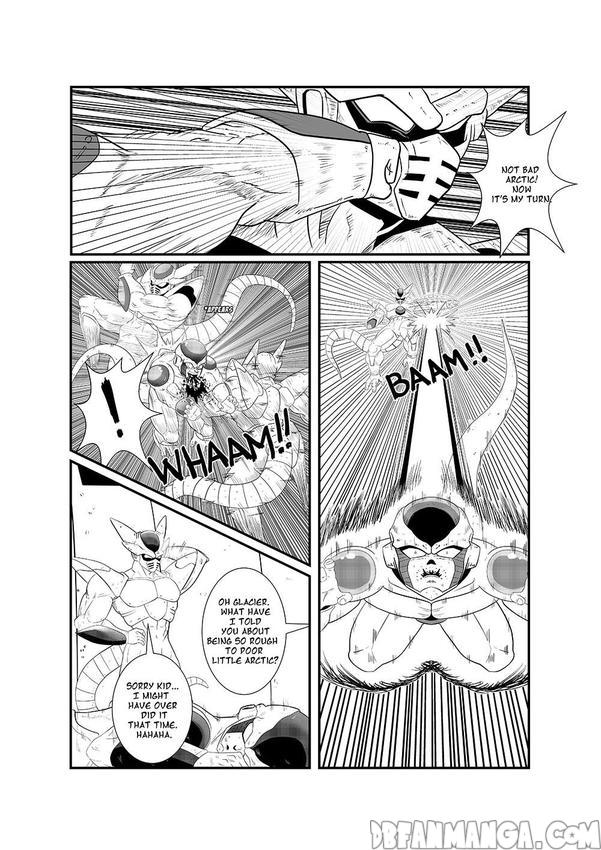 NOT BAD
ARCTIC!
NOW
IT'S MY TURN.
*APPEARS
!
WHAAM!!
BAAM!!
OH GLACIER,
WHAT HAVE
I TOLD
YOU ABOUT
BEING SO ROUGH
TO POOR
LITTLE ARCTIC?
SORRY KID...
I MIGHT
HAVE OVER
DID IT
THAT TIME.
HAHAHA.
DBFANMANGA.COM